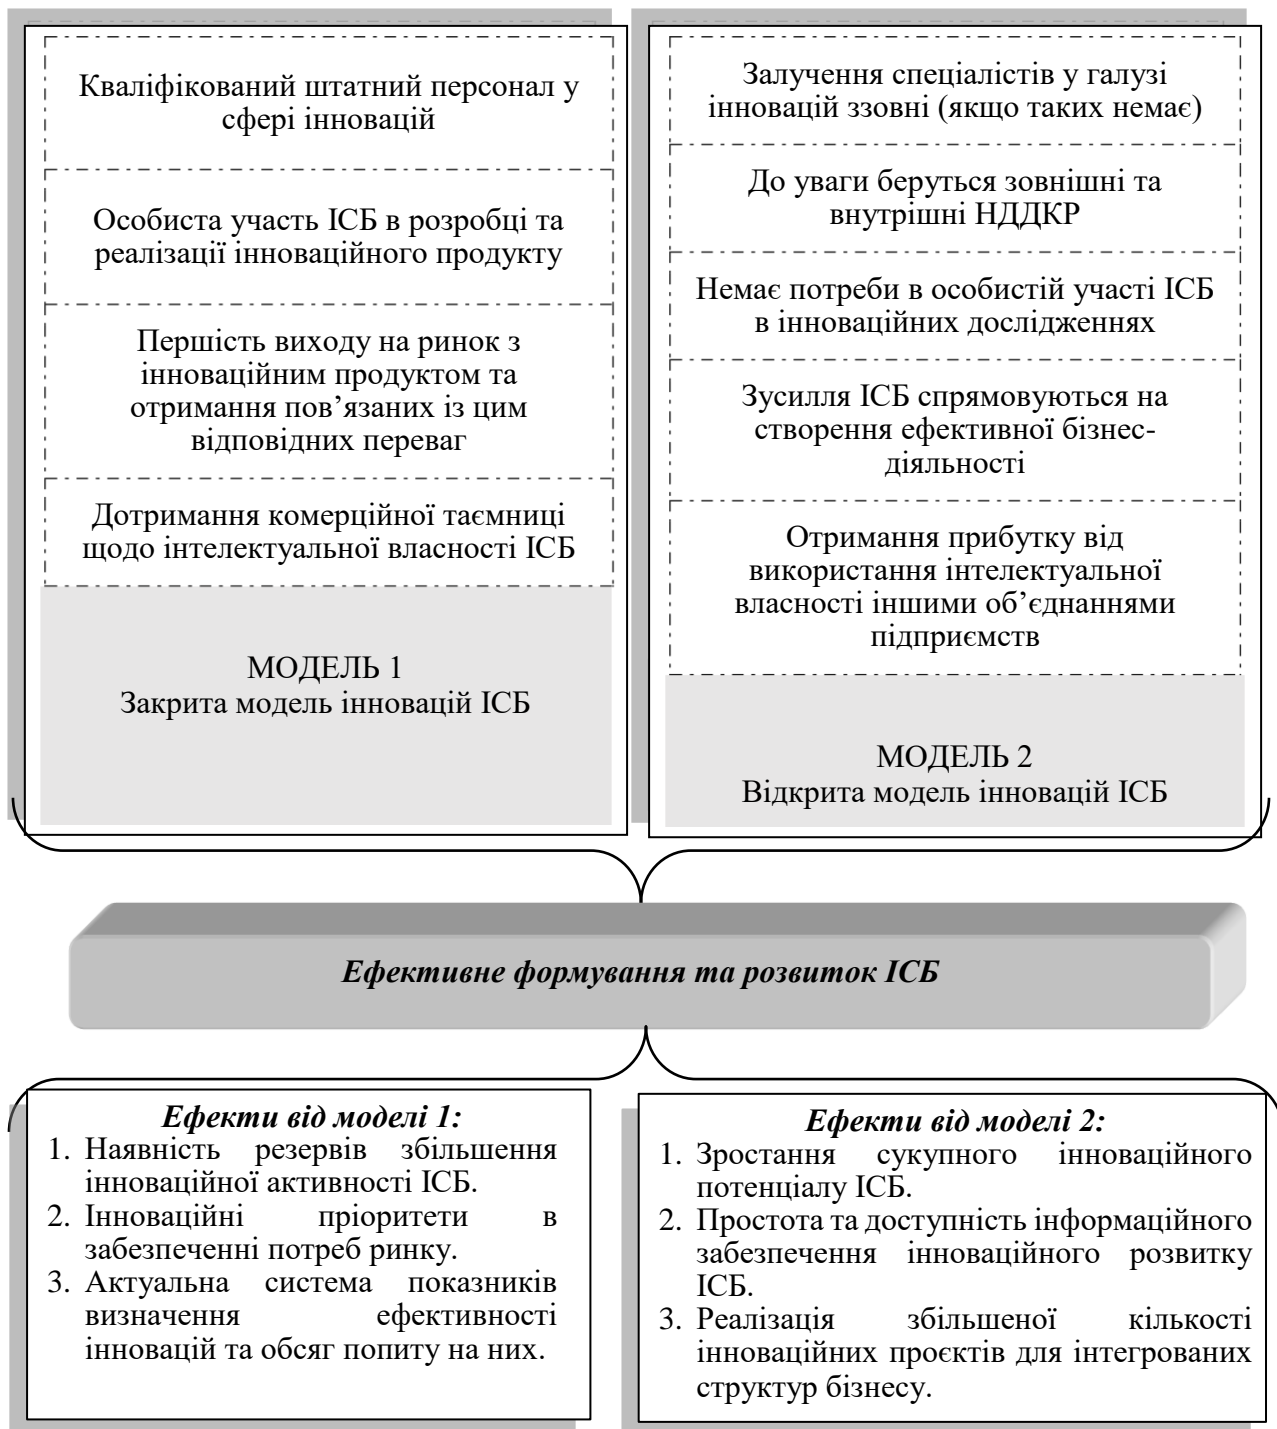 Кваліфікований штатний персонал у
сфері інновацій
Особиста участь ІСБ в розробці та
реалізації інноваційного продукту
Першість виходу на ринок з
інноваційним продуктом та
отримання пов’язаних із цим
відповідних переваг
Дотримання комерційної таємниці
щодо інтелектуальної власності ІСБ
МОДЕЛЬ 1
Закрита модель інновацій ІСБ
Залучення спеціалістів у галузі
інновацій ззовні (якщо таких немає)
До уваги беруться зовнішні та
внутрішні НДДКР
Немає потреби в особистій участі ІСБ
в інноваційних дослідженнях
Зусилля ІСБ спрямовуються на
створення ефективної бізнес-
діяльності
Отримання прибутку від
використання інтелектуальної
власності іншими об’єднаннями
підприємств
МОДЕЛЬ 2
Відкрита модель інновацій ІСБ
Ефективне формування та розвиток ІСБ
Ефекти від моделі 1:
1. Наявність резервів збільшення
інноваційної активності ІСБ.
2. Інноваційні пріоритети в
забезпеченні потреб ринку.
3. Актуальна система показників
визначення ефективності
інновацій та обсяг попиту на них.
Ефекти від моделі 2:
1. Зростання сукупного інноваційного
потенціалу ІСБ.
2. Простота та доступність інформаційного
забезпечення інноваційного розвитку
ІСБ.
3. Реалізація збільшеної кількості
інноваційних проєктів для інтегрованих
структур бізнесу.